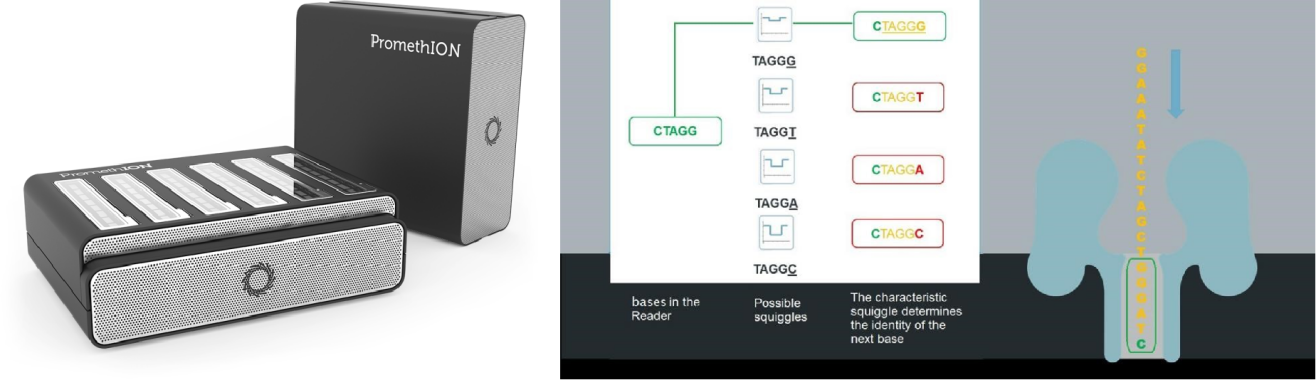 PromethION
PromethION
CTAGG
TAGGG
CTAGGG
TAGGT
CTAGGT
TAGGA
CTAGGA
TAGGC
CTAGGC
bases in the
Reader
Possible
squiggles
The characteristic
squiggle determines
the identity of the
next base
GGAAATATCTAGCTGGGATC